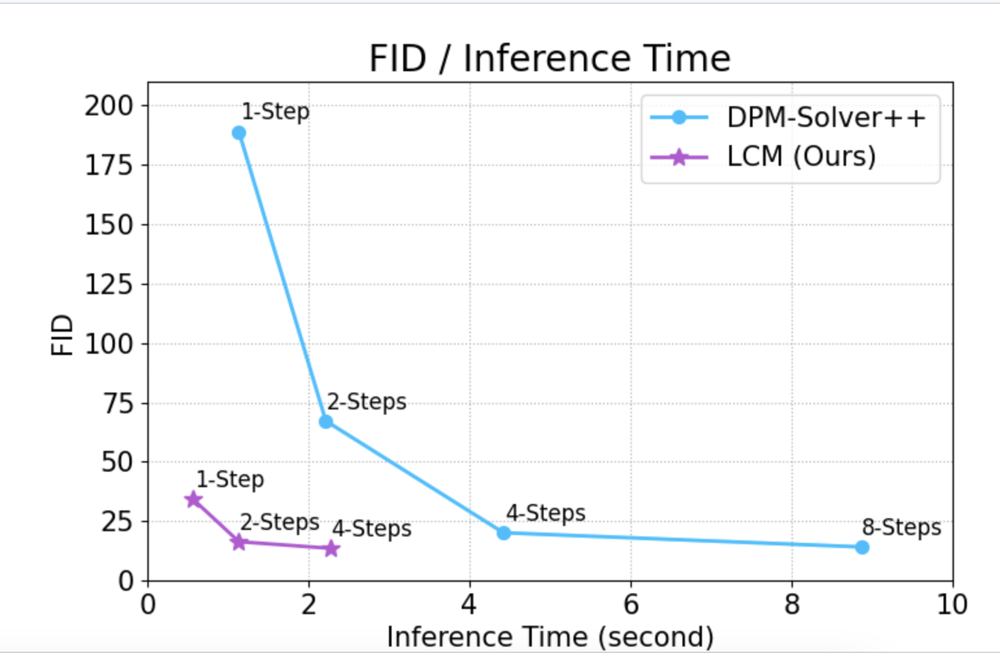 FID / Inference Time
200
175
150
125
100
75
50
25
0
FID
1-Step
2-Steps
4-Steps
8-Steps
1-Step
2-Steps
4-Steps
DPM-Solver++
LCM (Ours)
0 2 4 6 8 10
Inference Time (second)